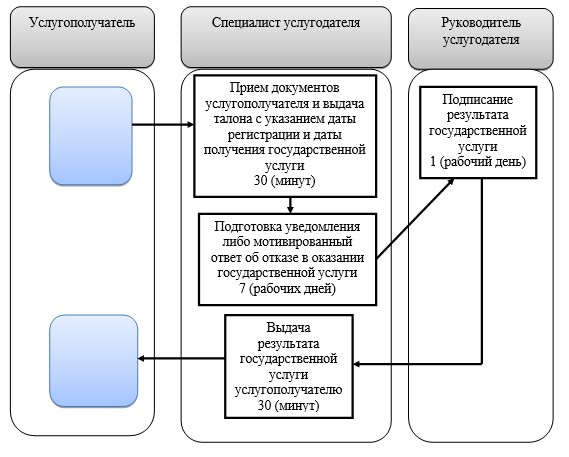 Услугополучатель
Специалист услугодателя
Руководитель
услугодателя
Прием документов
услугополучателя и выдача
талона с указанием даты
регистрации и даты
получения государственной
услуги
30 (минут)
Подписание
результата
государственной
услуги
1 (рабочий день)
Подготовка уведомления
либо мотивированный
ответ об отказе в оказании
государственной услуги
7 (рабочих дней)
Выдача
результата
государственной
услуги
услугополучателю
30 (минут)